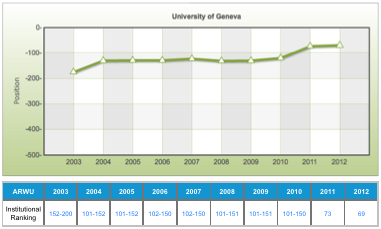 University of Geneva
0
-100
-200
-300
-400
-500
Position
2003 2004 2005 2006 2007 2008 2009 2010 2011 2012
ARWU 2003 2004 2005 2006 2007 2008 2009 2010 2011 2012
Institutional Ranking 152-200 101-152 101-152 102-150 102-150 101-151 101-151 101-150 73 69